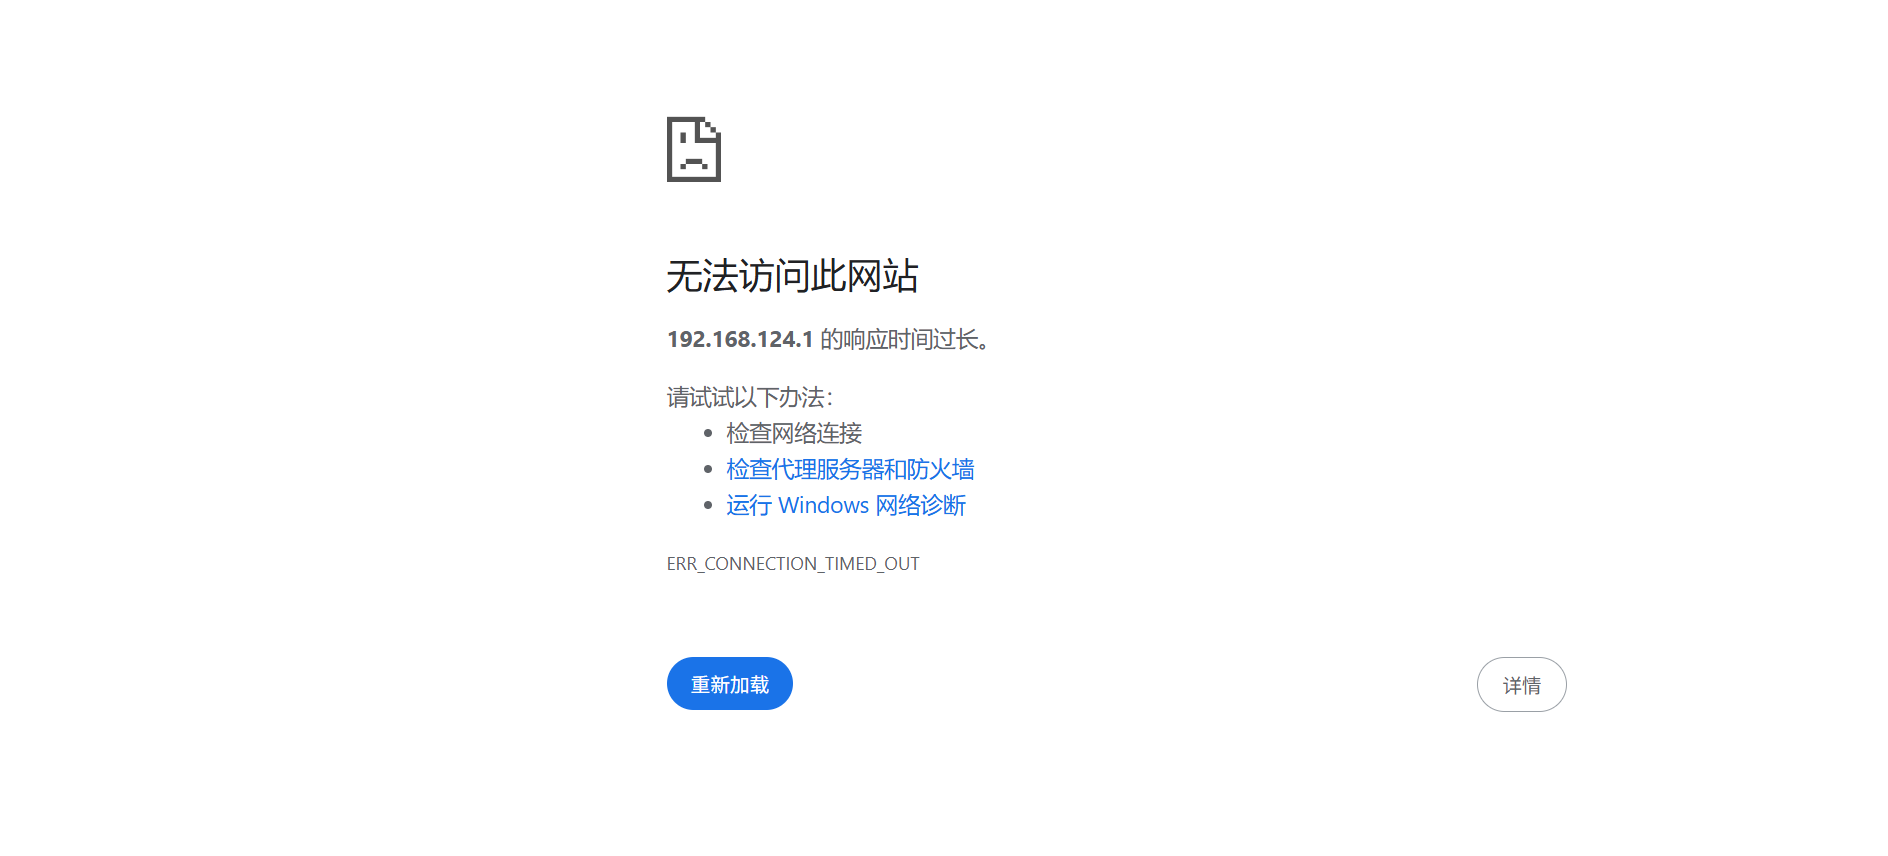 无法访问此网站
192.168.124.1 的响应时间过长。
请试试以下办法：
检查网络连接
检查代理服务器和防火墙
运行 Windows 网络诊断
ERR_CONNECTION_TIMED_OUT
重新加载
详情